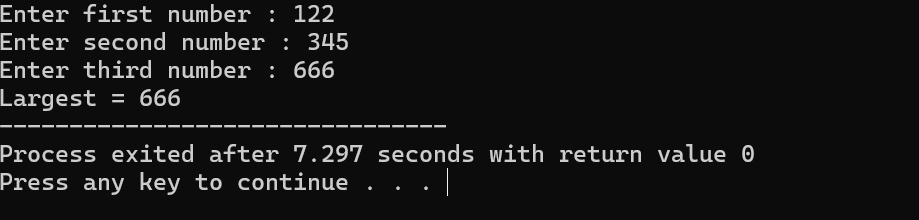 Enter first number : 122
Enter second number : 345
Enter third number : 666
Largest = 666
--------------------------------
Process exited after 7.297 seconds with return value 0
Press any key to continue . . .